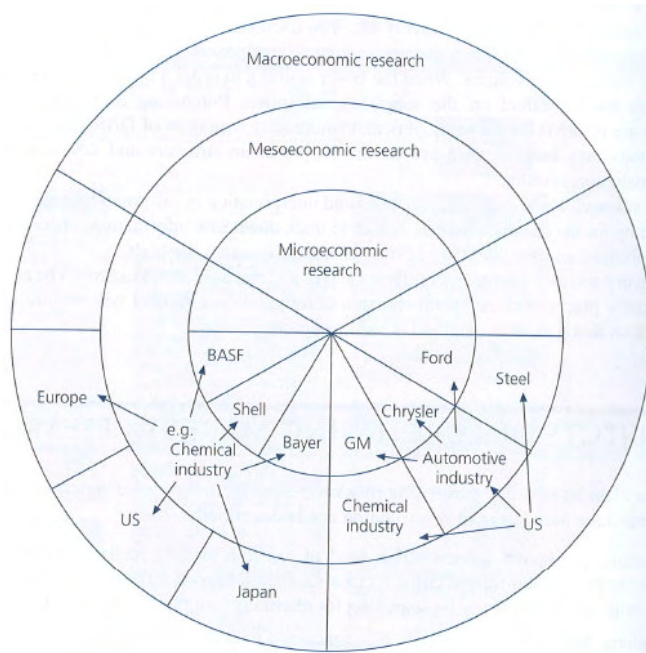 Macroeconomic research
Mesoeconomic research
Microeconomic
research
BASF
Ford
Steel
Europe
Shell
Chrysler
e.g.
Chemical
industry
Bayer
GM
Automotive
industry
Chemical
industry
US
US
Japan